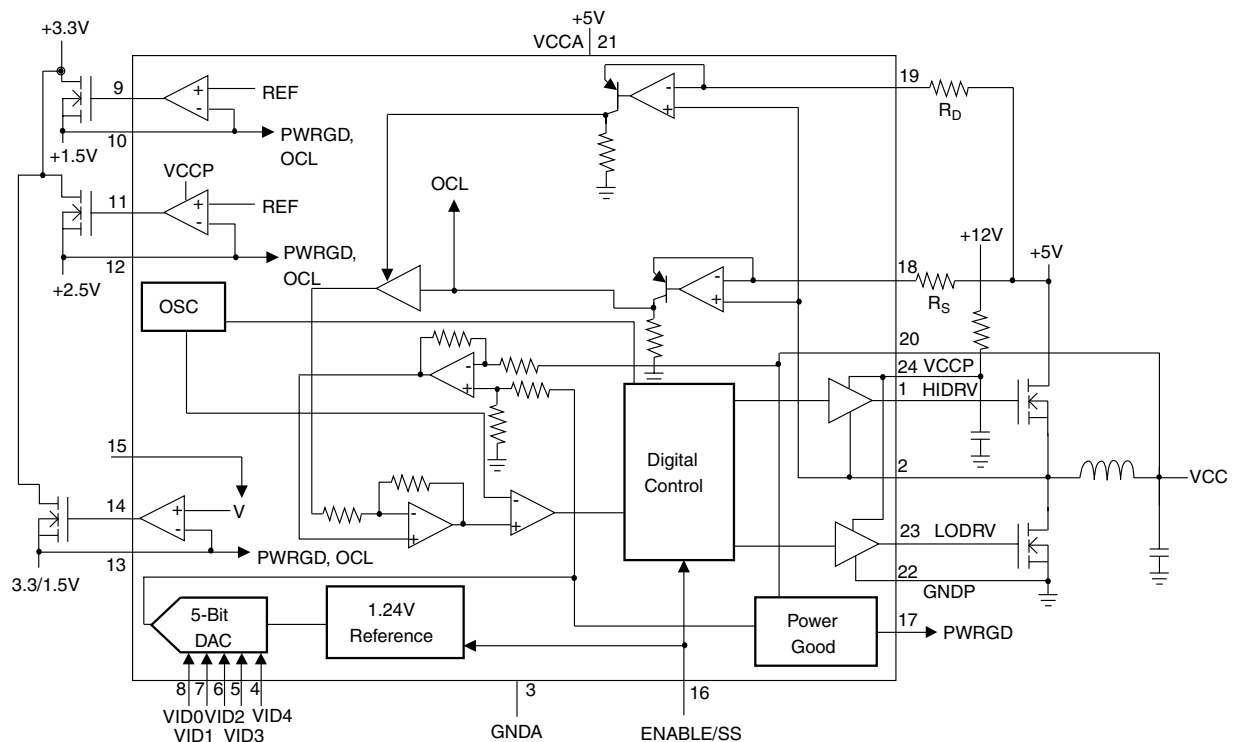 +5V
VCCA 21
+3.3V
9
+
-
REF
10
PWRGD,
OCL
+1.5V
VCCP
11
+
-
REF
12
PWRGD,
OCL
+2.5V
OCL
-
+
19
RD
-
+
18
RS
+12V
+5V
OSC
20
-
+
24 VCCP
1 HIDRV
15
14
+
-
V
13
PWRGD, OCL
3.3/1.5V
-
+
-
+
Digital
Control
2
VCC
23 LODRV
22
GNDP
5-Bit
DAC
1.24V
Reference
Power
Good
17
PWRGD
8 7 6 5 4
3
16
VID0 VID2 VID4
VID1 VID3
GNDA
ENABLE/SS